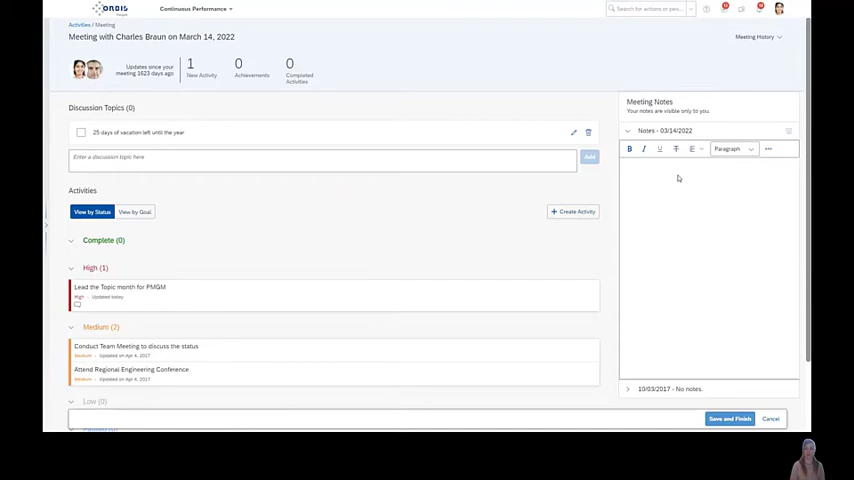 ORBIS
Continuous Performance
Search for actions or peo...
Activities / Meeting
Meeting with Charles Braun on March 14, 2022
Meeting History
Updates since your
meeting 1623 days ago
1
New Activity
0
Achievements
0
Completed
Activities
Discussion Topics (0)
25 days of vacation left until the year
Enter a discussion topic here
Add
Activities
View by Status
View by Goal
+ Create Activity
Complete (0)
High (1)
Lead the Topic month for PMGM
High - Updated today
Medium (2)
Conduct Team Meeting to discuss the status
Medium - Updated on Apr 4, 2017
Attend Regional Engineering Conference
Medium - Updated on Apr 4, 2017
Low (0)
Meeting Notes
Your notes are visible only to you.
Notes - 03/14/2022
B I U T Paragraph
10/03/2017 - No notes.
Save and Finish
Cancel